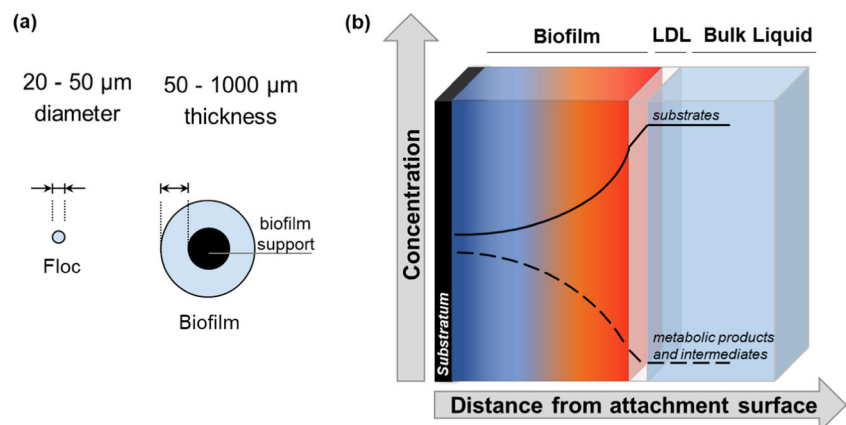 (a)
20 - 50 μm
diameter
50 - 1000 μm
thickness
Floc
biofilm
support
Biofilm
(b)
Biofilm
LDL
Bulk Liquid
Concentration
substrates
Substratum
metabolic products
and intermediates
Distance from attachment surface